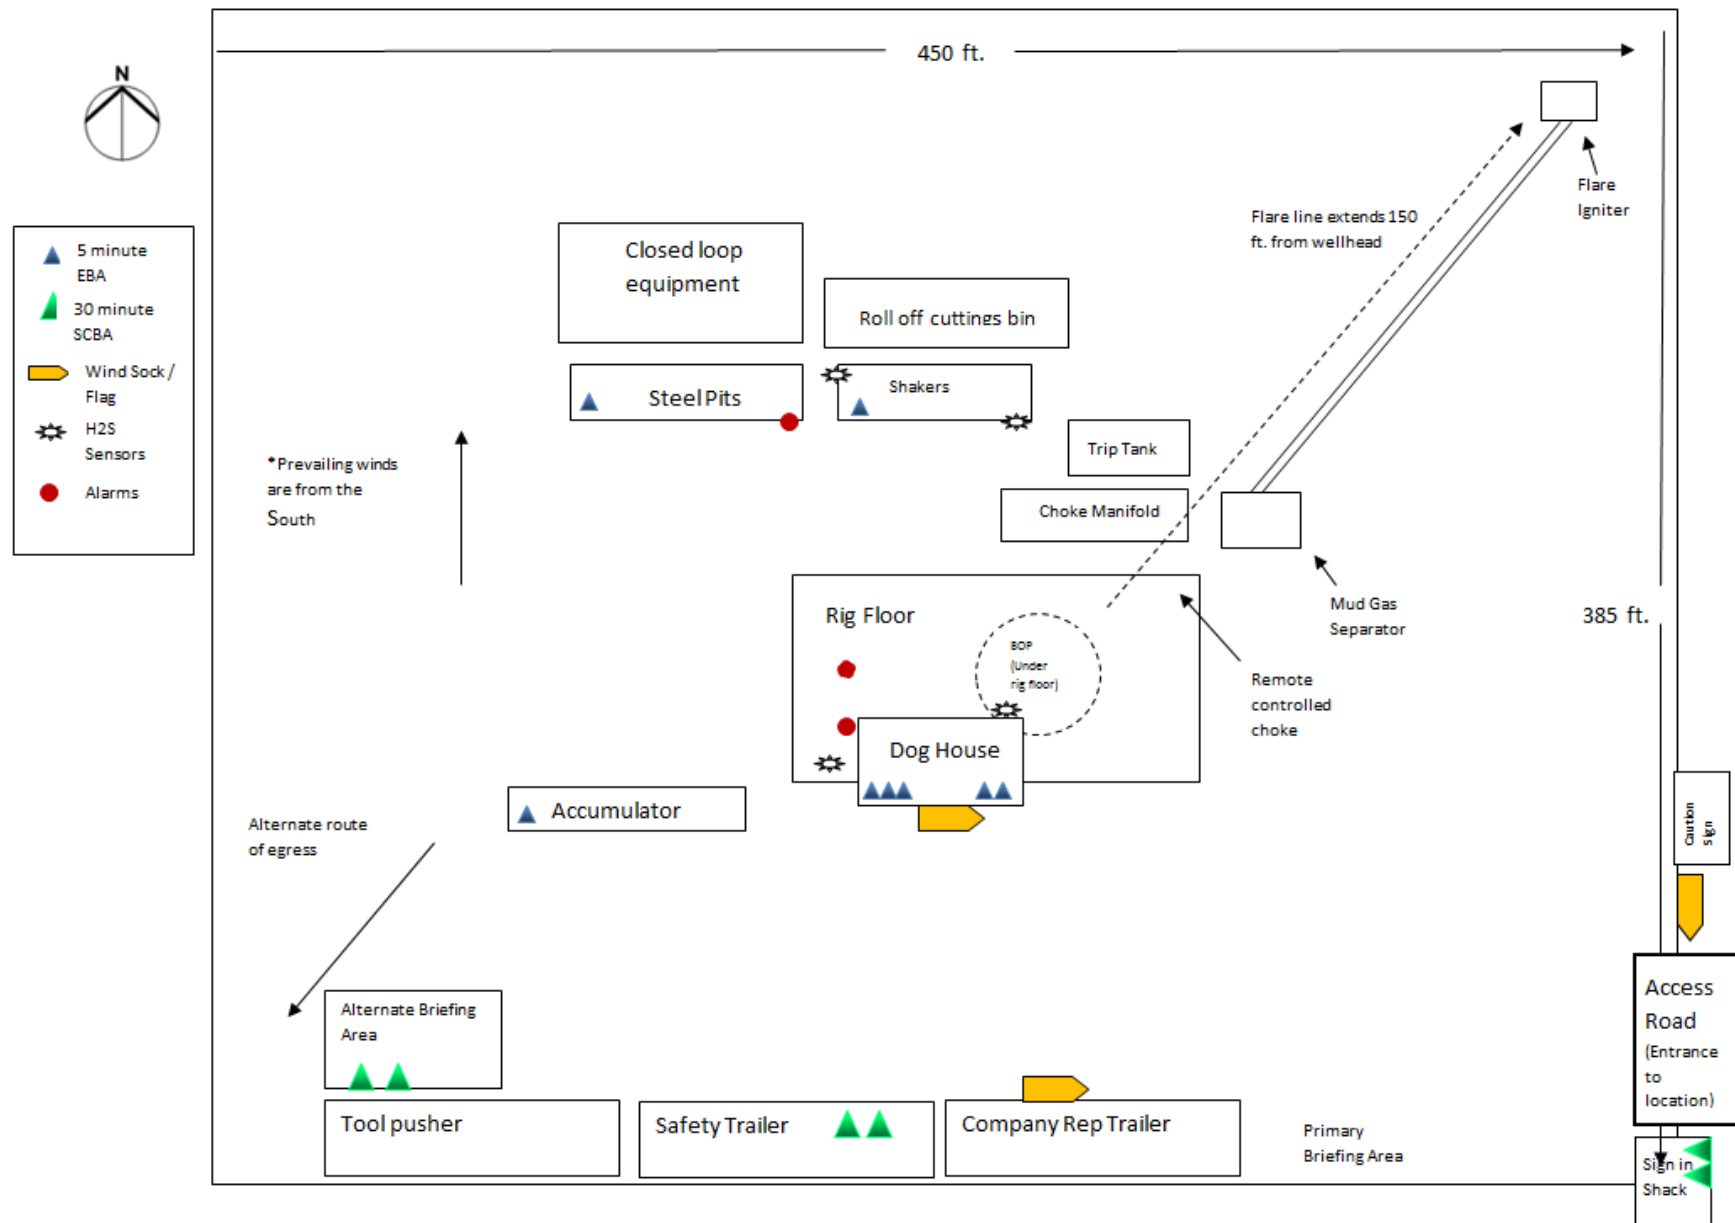 450 ft.
N
Flare
Igniter
Flare line extends 150
ft. from wellhead
5 minute
EBA
30 minute
SCBA
Wind Sock /
Flag
H2S
Sensors
Alarms
Closed loop
equipment
Roll off cuttings bin
Steel Pits
Shakers
Trip Tank
Choke Manifold
*Prevailing winds
are from the
South
Mud Gas
Separator
385 ft.
Rig Floor
BOP
(Under
rig floor)
Remote
controlled
choke
Dog House
Accumulator
Alternate route
of egress
Caution
Sign
Access
Road
(Entrance
to
location)
Alternate Briefing
Area
Tool pusher
Safety Trailer
Company Rep Trailer
Primary
Briefing Area
Sign in
Shack